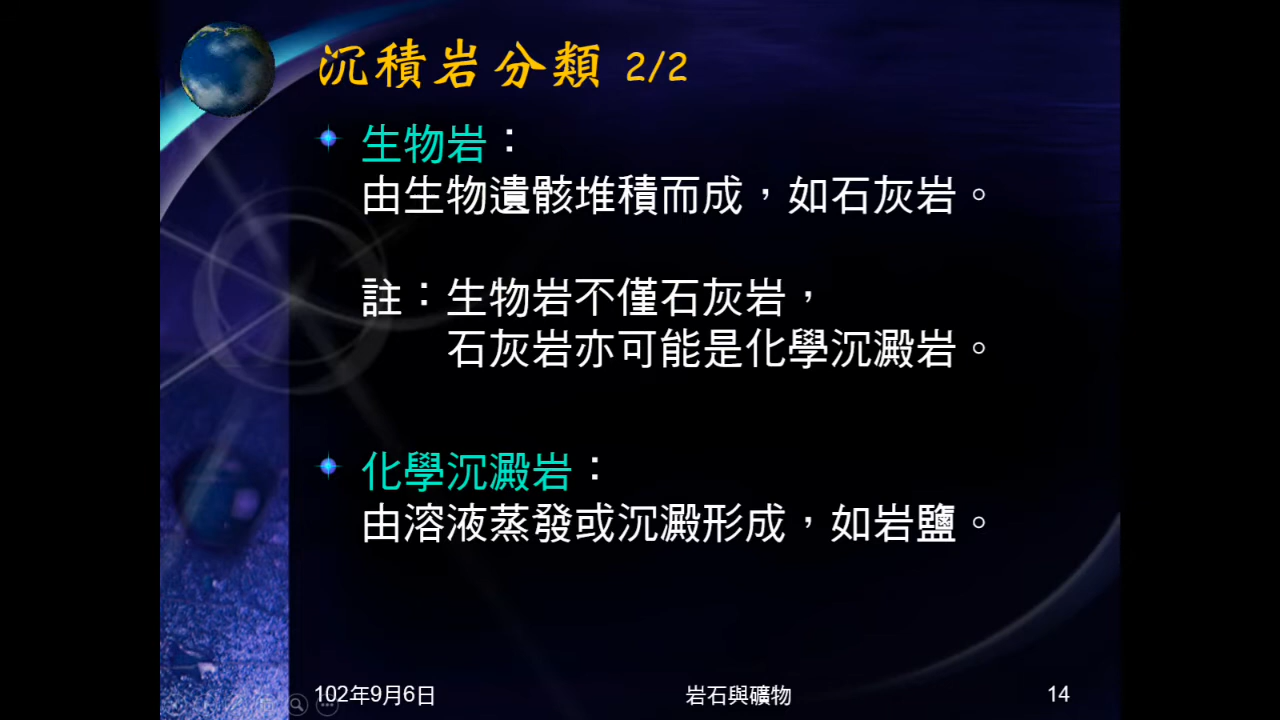 沉積岩分類 2/2
生物岩：
由生物遺骸堆積而成，如石灰岩。
註：生物岩不僅石灰岩，
石灰岩亦可能是化學沉澱岩。
化學沉澱岩：
由溶液蒸發或沉澱形成，如岩鹽。
102年9月6日 岩石與礦物 14